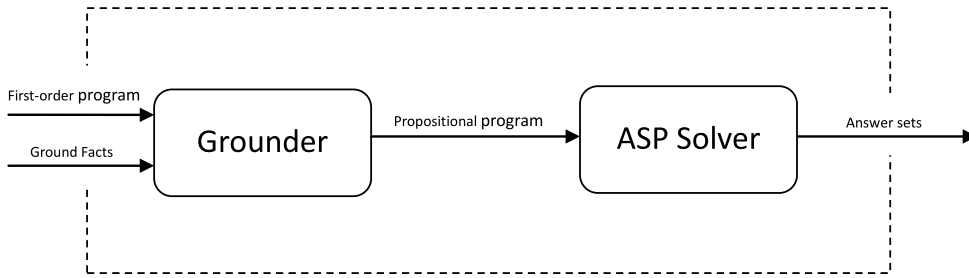 First-order program
Ground Facts
Grounder
Propositional program
ASP Solver
Answer sets